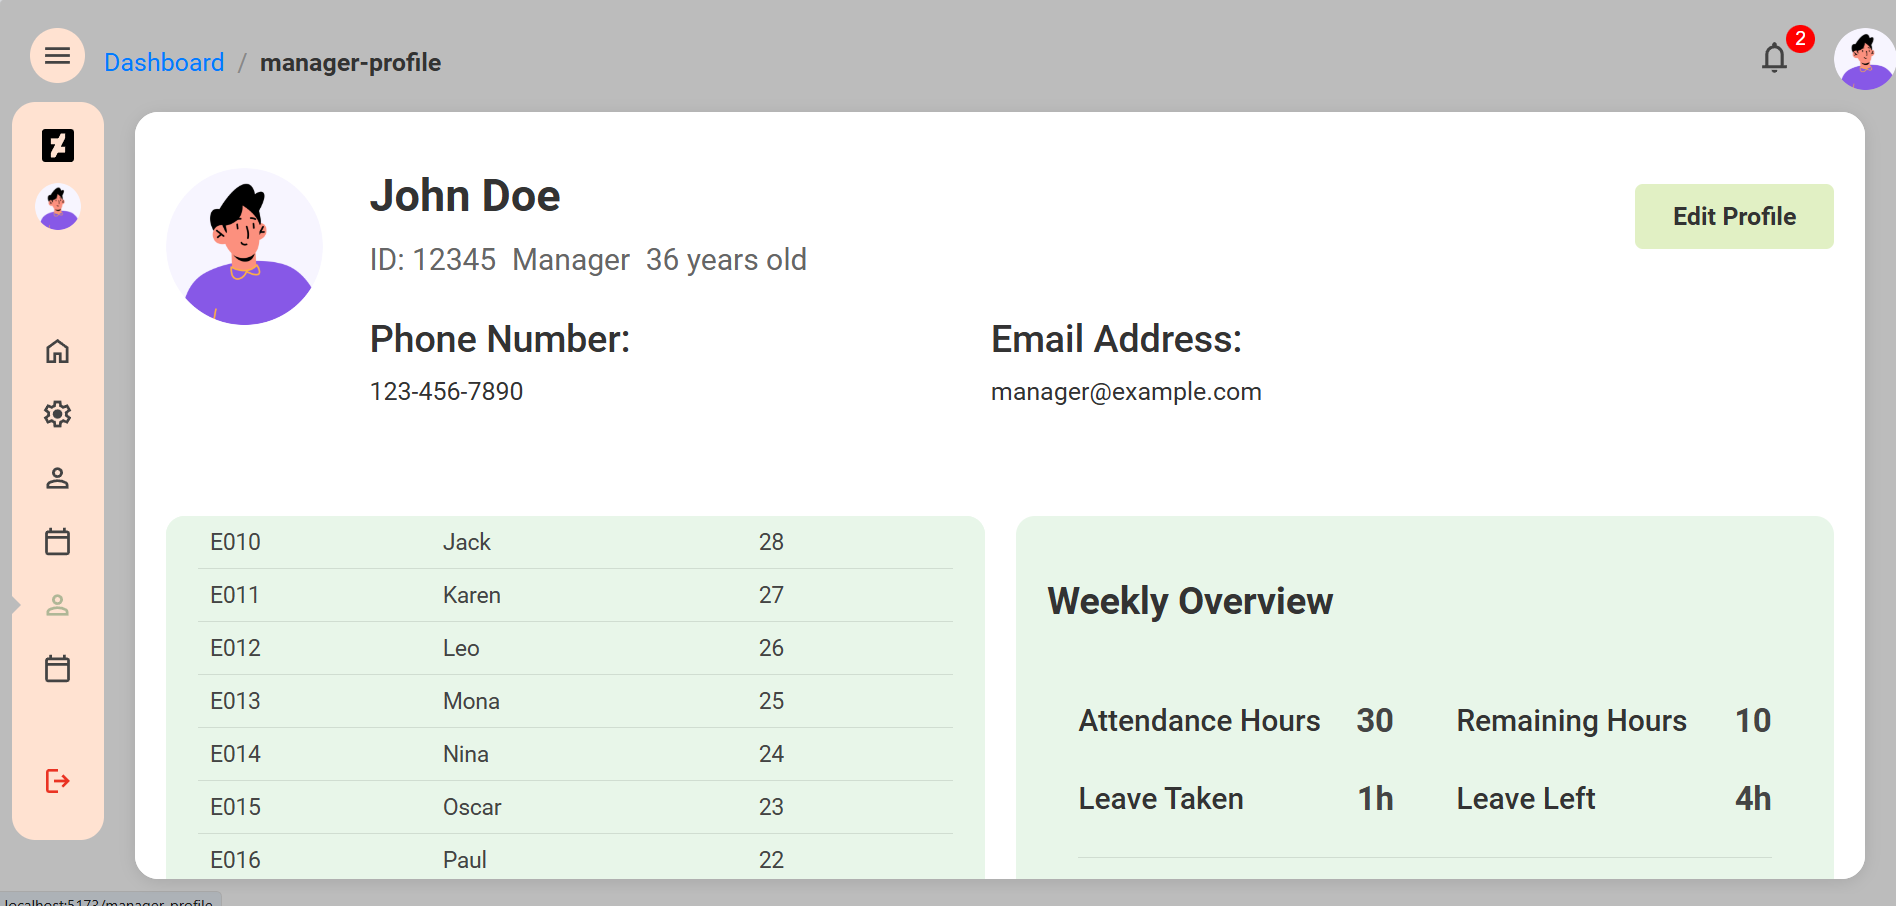 Dashboard / manager-profile
2
John Doe
Edit Profile
ID: 12345 Manager 36 years old
Phone Number:
Email Address:
123-456-7890
manager@example.com
E010 Jack 28
E011 Karen 27
E012 Leo 26
E013 Mona 25
E014 Nina 24
E015 Oscar 23
E016 Paul 22
Weekly Overview
Attendance Hours 30 Remaining Hours 10
Leave Taken 1h Leave Left 4h
localhost:5173/manager-profile